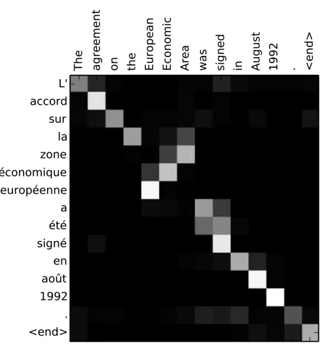 The
agreement
on
the
European
Economic
Area
was
signed
in
August
1992
.
<end>
L'
accord
sur
la
zone
économique
européenne
a
été
signé
en
août
1992
.
<end>